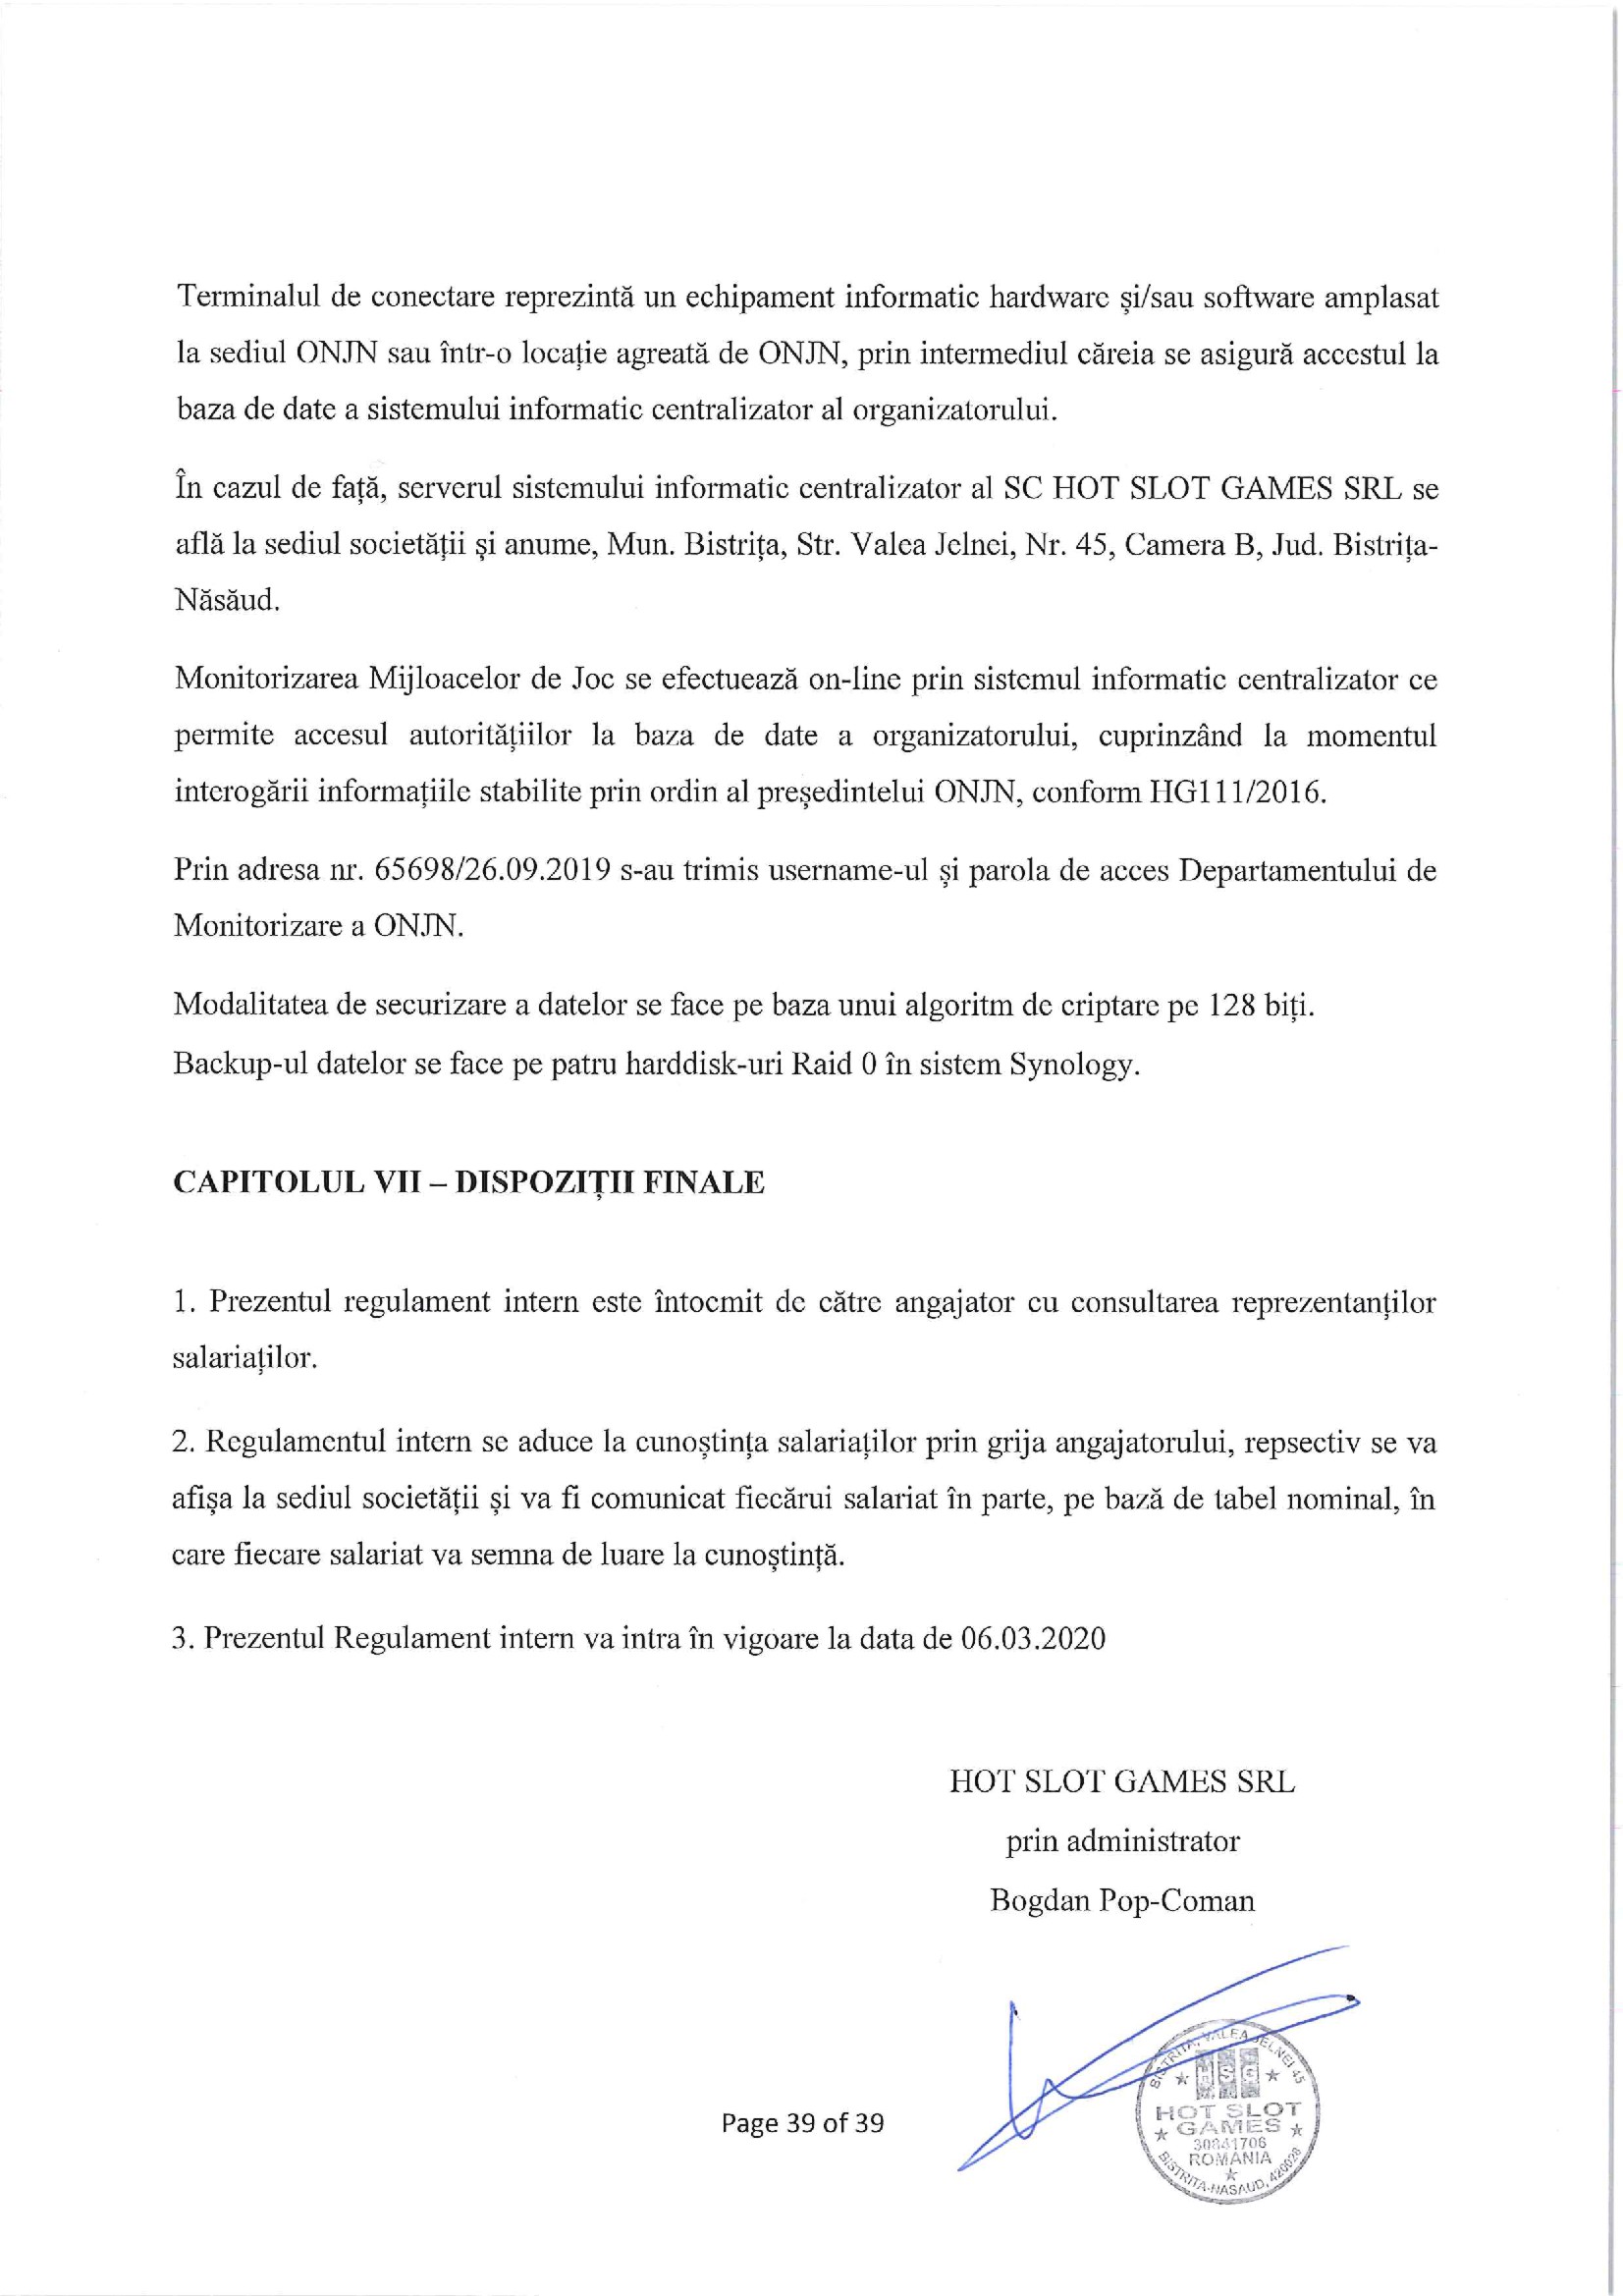 Terminalul de conectare reprezintă un echipament informatic hardware și/sau software amplasat
la sediul ONJN sau într-o locație agreată de ONJN, prin intermediul căreia se asigură accestul la
baza de date a sistemului informatic centralizator al organizatorului.
În cazul de față, serverul sistemului informatic centralizator al SC HOT SLOT GAMES SRL se
află la sediul societății și anume, Mun. Bistrița, Str. Valea Jelnei, Nr. 45, Camera B, Jud. Bistrița-
Năsăud.
Monitorizarea Mijloacelor de Joc se efectuează on-line prin sistemul informatic centralizator ce
permite accesul autoritățiilor la baza de date a organizatorului, cuprinzând la momentul
interogării informațiile stabilite prin ordin al președintelui ONJN, conform HG111/2016.
Prin adresa nr. 65698/26.09.2019 s-au trimis username-ul și parola de acces Departamentului de
Monitorizare a ONJN.
Modalitatea de securizare a datelor se face pe baza unui algoritm de criptare pe 128 biți.
Backup-ul datelor se face pe patru harddisk-uri Raid 0 în sistem Synology.
CAPITOLUL VII – DISPOZIȚII FINALE
1. Prezentul regulament intern este întocmit de către angajator cu consultarea reprezentanților
salariaților.
2. Regulamentul intern se aduce la cunoștința salariaților prin grija angajatorului, repsectiv se va
afișa la sediul societății și va fi comunicat fiecărui salariat în parte, pe bază de tabel nominal, în
care fiecare salariat va semna de luare la cunoștință.
3. Prezentul Regulament intern va intra în vigoare la data de 06.03.2020
HOT SLOT GAMES SRL
prin administrator
Bogdan Pop-Coman
BISTRITA, VALEA JELNEI 45
HSG
HOT SLOT
GAMES
30841706
ROMANIA
BISTRITA-NASAUD, 420028
Page 39 of 39